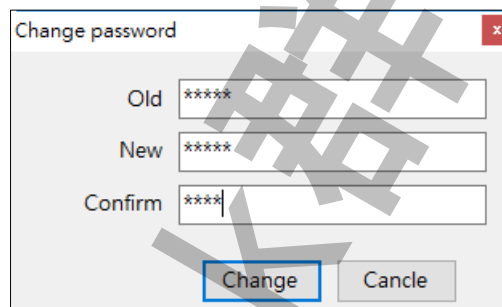 Change password x
Old *****
New *****
Confirm ****
Change Cancle